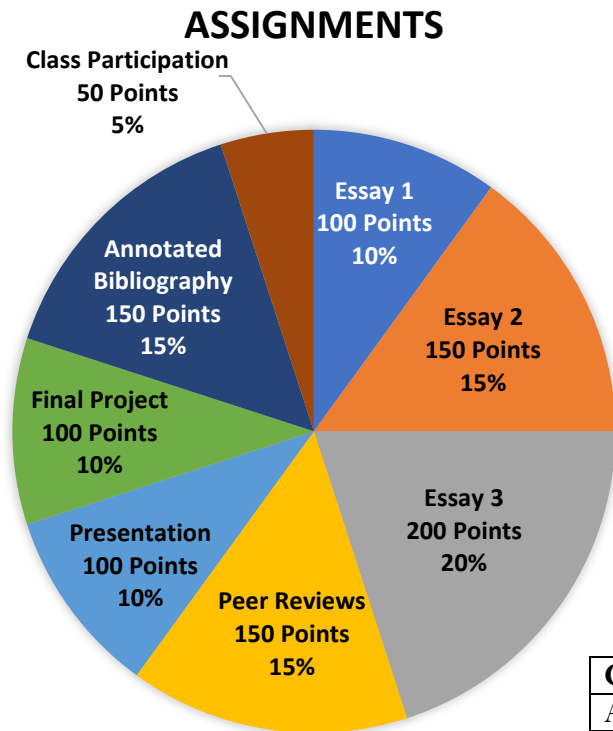 ASSIGNMENTS
Class Participation
50 Points
5%
Essay 1
100 Points
10%
Essay 2
150 Points
15%
Essay 3
200 Points
20%
Peer Reviews
150 Points
15%
Presentation
100 Points
10%
Final Project
100 Points
10%
Annotated
Bibliography
150 Points
15%